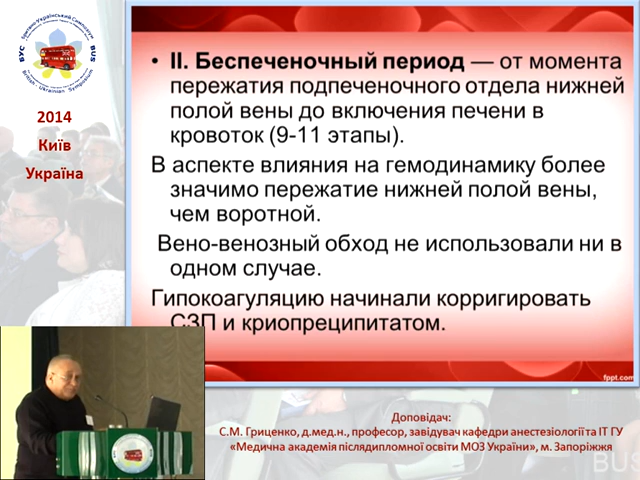 2014
Київ
Україна
• II. Беспеченочный период — от момента
пережатия подпеченочного отдела нижней
полой вены до включения печени в
кровоток (9-11 этапы).
В аспекте влияния на гемодинамику более
значимо пережатие нижней полой вены,
чем воротной.
Вено-венозный обход не использовали ни в
одном случае.
Гипокоагуляцию начинали корригировать
СЗП и криопреципитатом.
fppt.com
Доповідач:
С.М. Гриценко, д.мед.н., професор, завідувач кафедри анестезіології та ІТ ГУ
«Медична академія післядипломної освіти МОЗ України», м. Запоріжжя
BUS